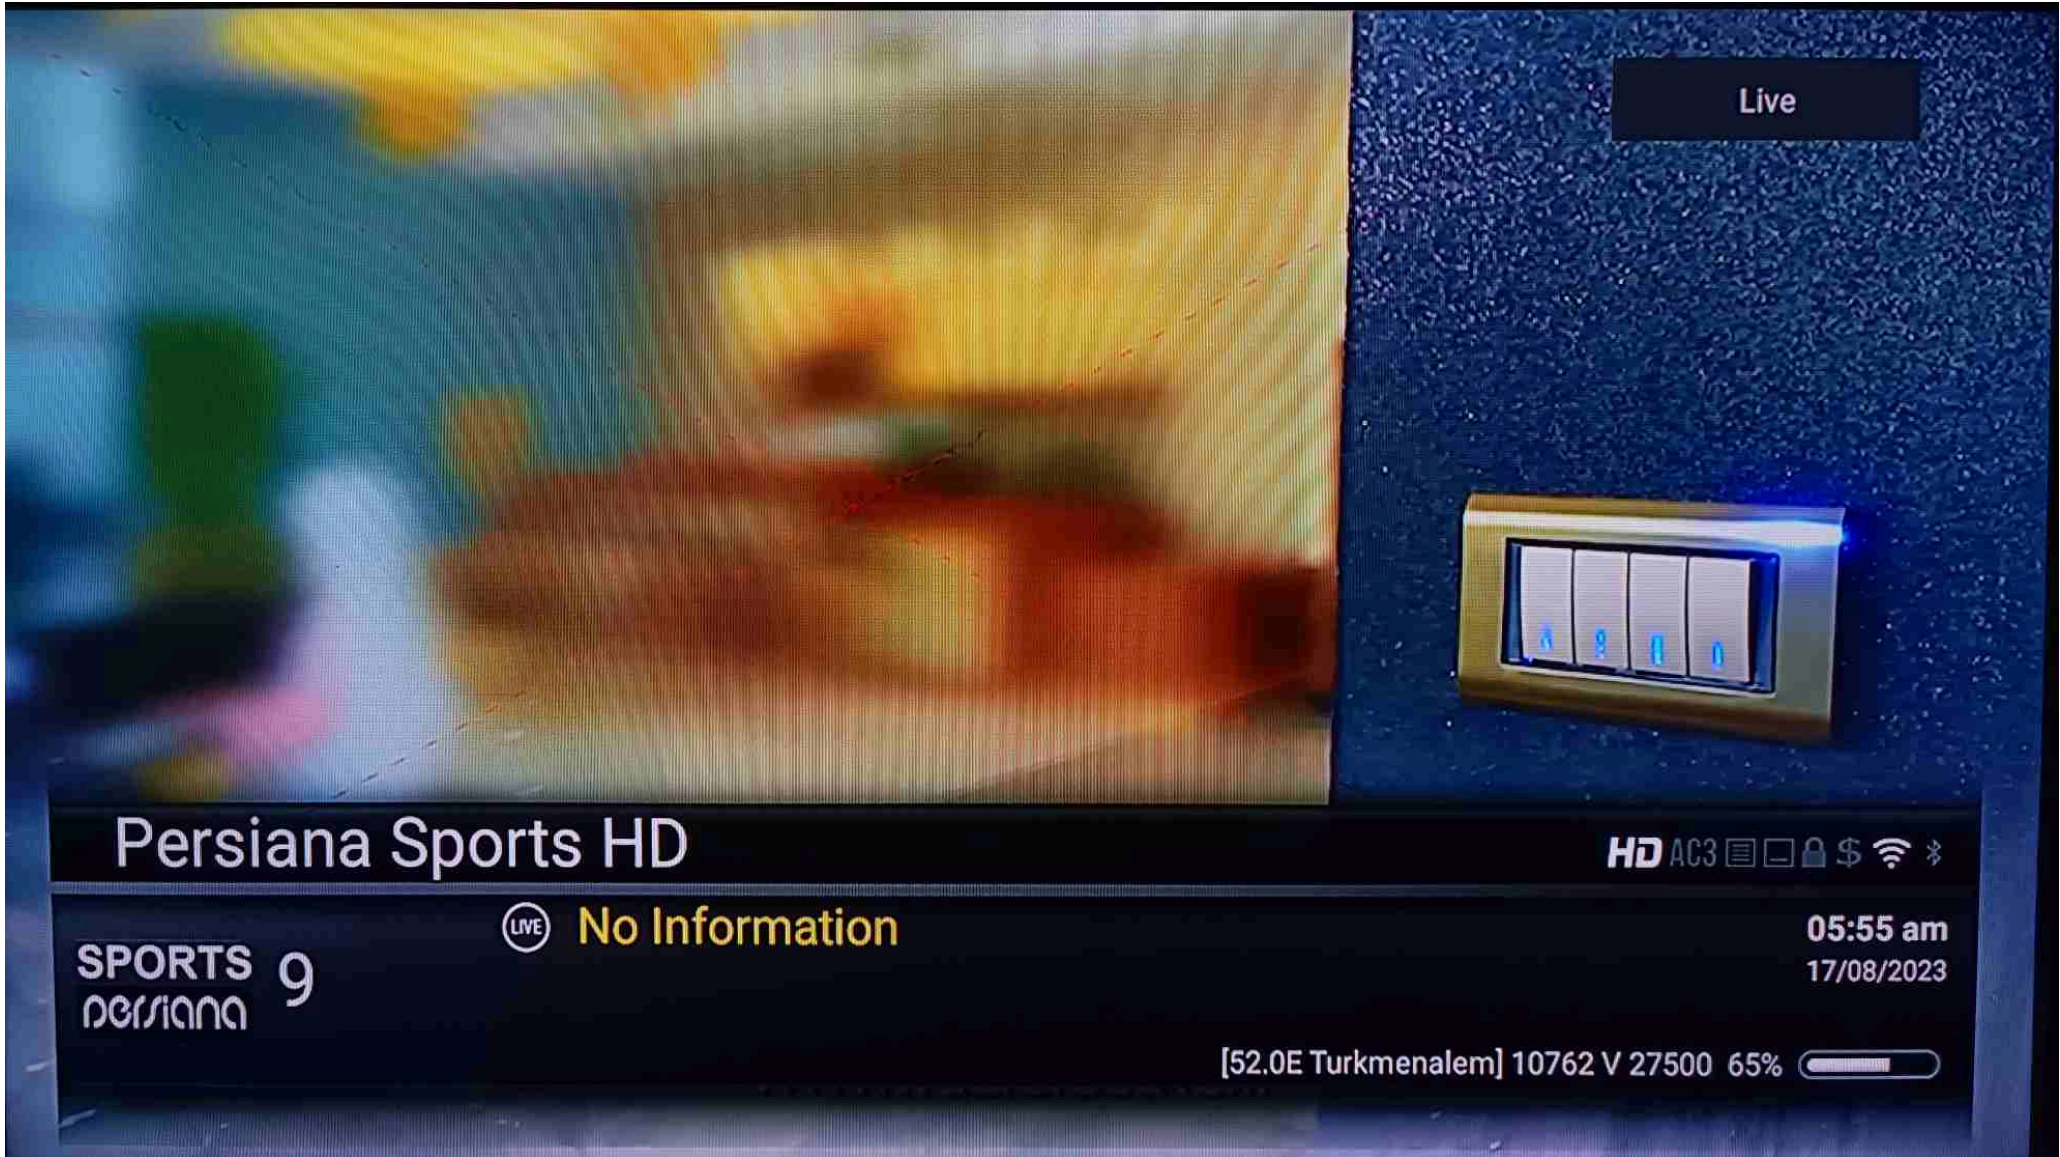 Live
Persiana Sports HD
HD AC3 $
LIVE No Information
05:55 am
SPORTS
persiana
9
17/08/2023
[52.0E Turkmenalem] 10762 V 27500 65%